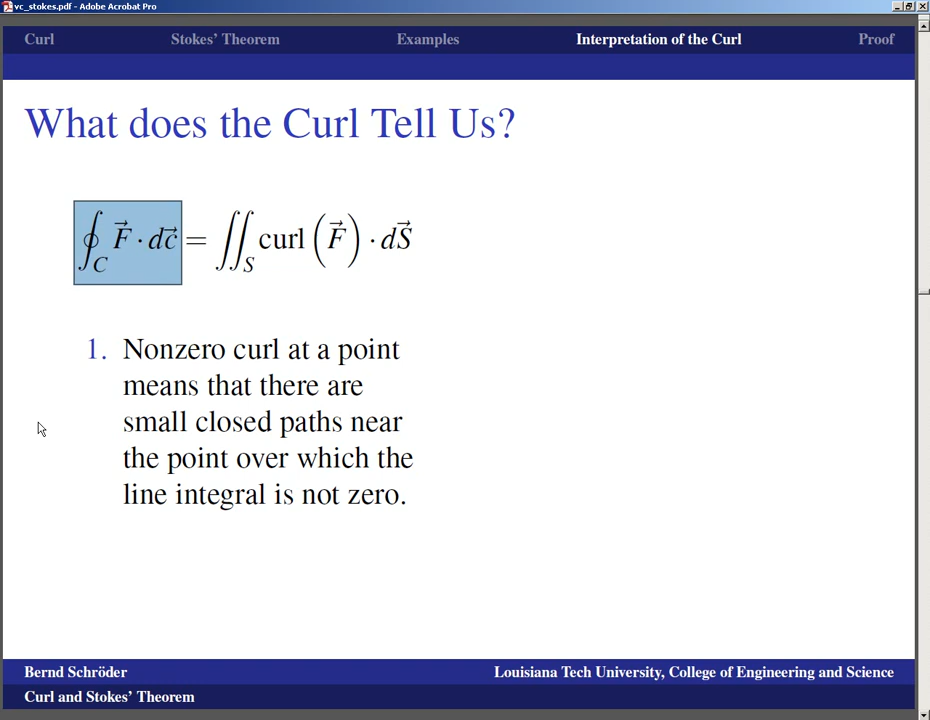 vc_stokes.pdf - Adobe Acrobat Pro
Curl Stokes' Theorem Examples Interpretation of the Curl Proof
What does the Curl Tell Us?
∮_C F⃗ · dc⃗ = ∬_S curl (F⃗) · dS⃗
1. Nonzero curl at a point
means that there are
small closed paths near
the point over which the
line integral is not zero.
Bernd Schröder Louisiana Tech University, College of Engineering and Science
Curl and Stokes' Theorem